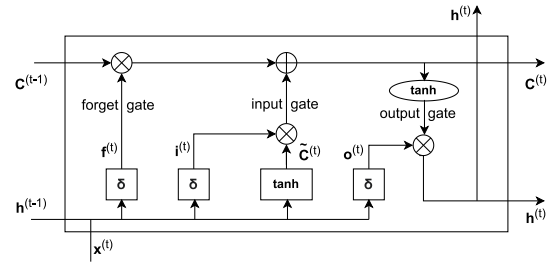 h⁽ᵗ⁾
C⁽ᵗ⁻¹⁾
C⁽ᵗ⁾
tanh
forget gate
input gate
output gate
f⁽ᵗ⁾
i⁽ᵗ⁾
C̃⁽ᵗ⁾
o⁽ᵗ⁾
δ
δ
tanh
δ
h⁽ᵗ⁻¹⁾
h⁽ᵗ⁾
x⁽ᵗ⁾